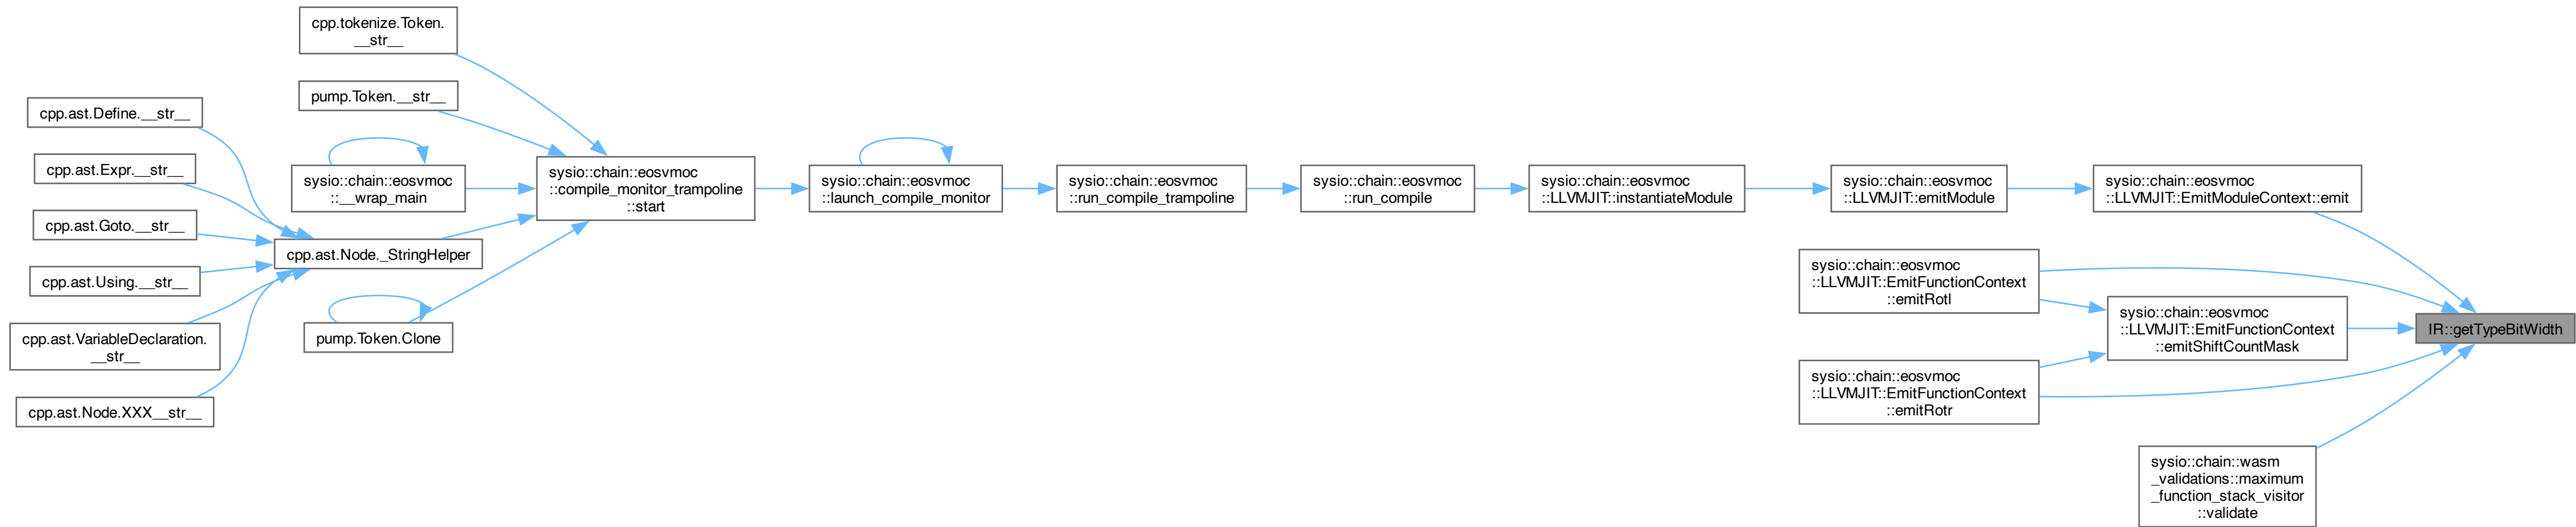 cpp.tokenize.Token.
__str__
pump.Token.__str__
cpp.ast.Define.__str__
cpp.ast.Expr.__str__
cpp.ast.Goto.__str__
cpp.ast.Using.__str__
cpp.ast.VariableDeclaration.
__str__
cpp.ast.Node.XXX__str__
sysio::chain::eosvmoc
::__wrap_main
cpp.ast.Node._StringHelper
pump.Token.Clone
sysio::chain::eosvmoc
::compile_monitor_trampoline
::start
sysio::chain::eosvmoc
::launch_compile_monitor
sysio::chain::eosvmoc
::run_compile_trampoline
sysio::chain::eosvmoc
::run_compile
sysio::chain::eosvmoc
::LLVMJIT::instantiateModule
sysio::chain::eosvmoc
::LLVMJIT::emitModule
sysio::chain::eosvmoc
::LLVMJIT::EmitModuleContext::emit
sysio::chain::eosvmoc
::LLVMJIT::EmitFunctionContext
::emitRotl
sysio::chain::eosvmoc
::LLVMJIT::EmitFunctionContext
::emitShiftCountMask
sysio::chain::eosvmoc
::LLVMJIT::EmitFunctionContext
::emitRotr
sysio::chain::wasm
_validations::maximum
_function_stack_visitor
::validate
IR::getTypeBitWidth